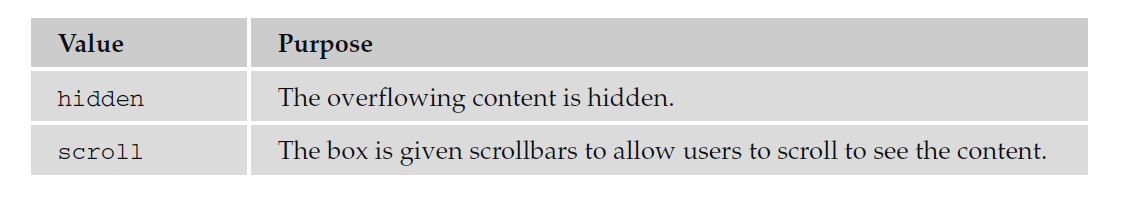 Value Purpose
hidden The overflowing content is hidden.
scroll The box is given scrollbars to allow users to scroll to see the content.